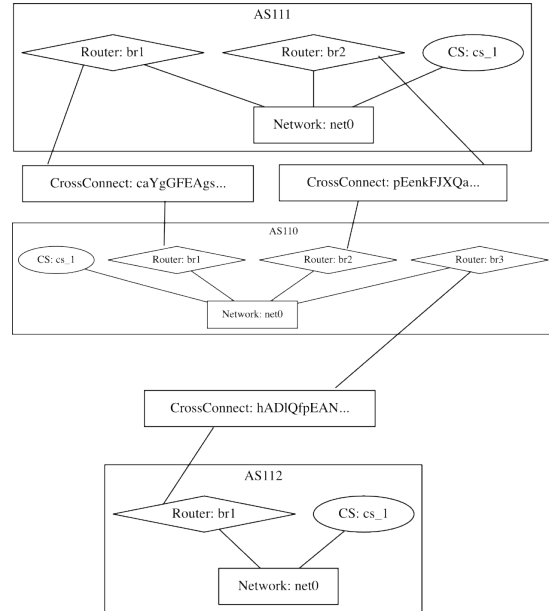 AS111
Router: br1
Router: br2
CS: cs_1
Network: net0
CrossConnect: caYgGFEAgs...
CrossConnect: pEenkFJXQa...
AS110
CS: cs_1
Router: br1
Router: br2
Router: br3
Network: net0
CrossConnect: hADlQfpEAN...
AS112
Router: br1
CS: cs_1
Network: net0